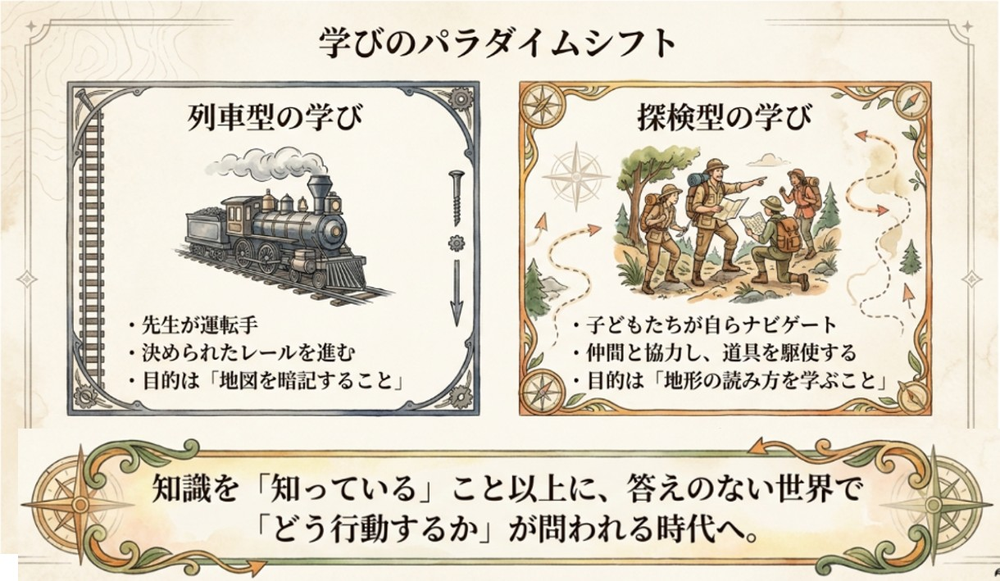 学びのパラダイムシフト
列車型の学び
・先生が運転手
・決められたレールを進む
・目的は「地図を暗記すること」
探検型の学び
・子どもたちが自らナビゲート
・仲間と協力し、道具を駆使する
・目的は「地形の読み方を学ぶこと」
知識を「知っている」こと以上に、答えのない世界で
「どう行動するか」が問われる時代へ。